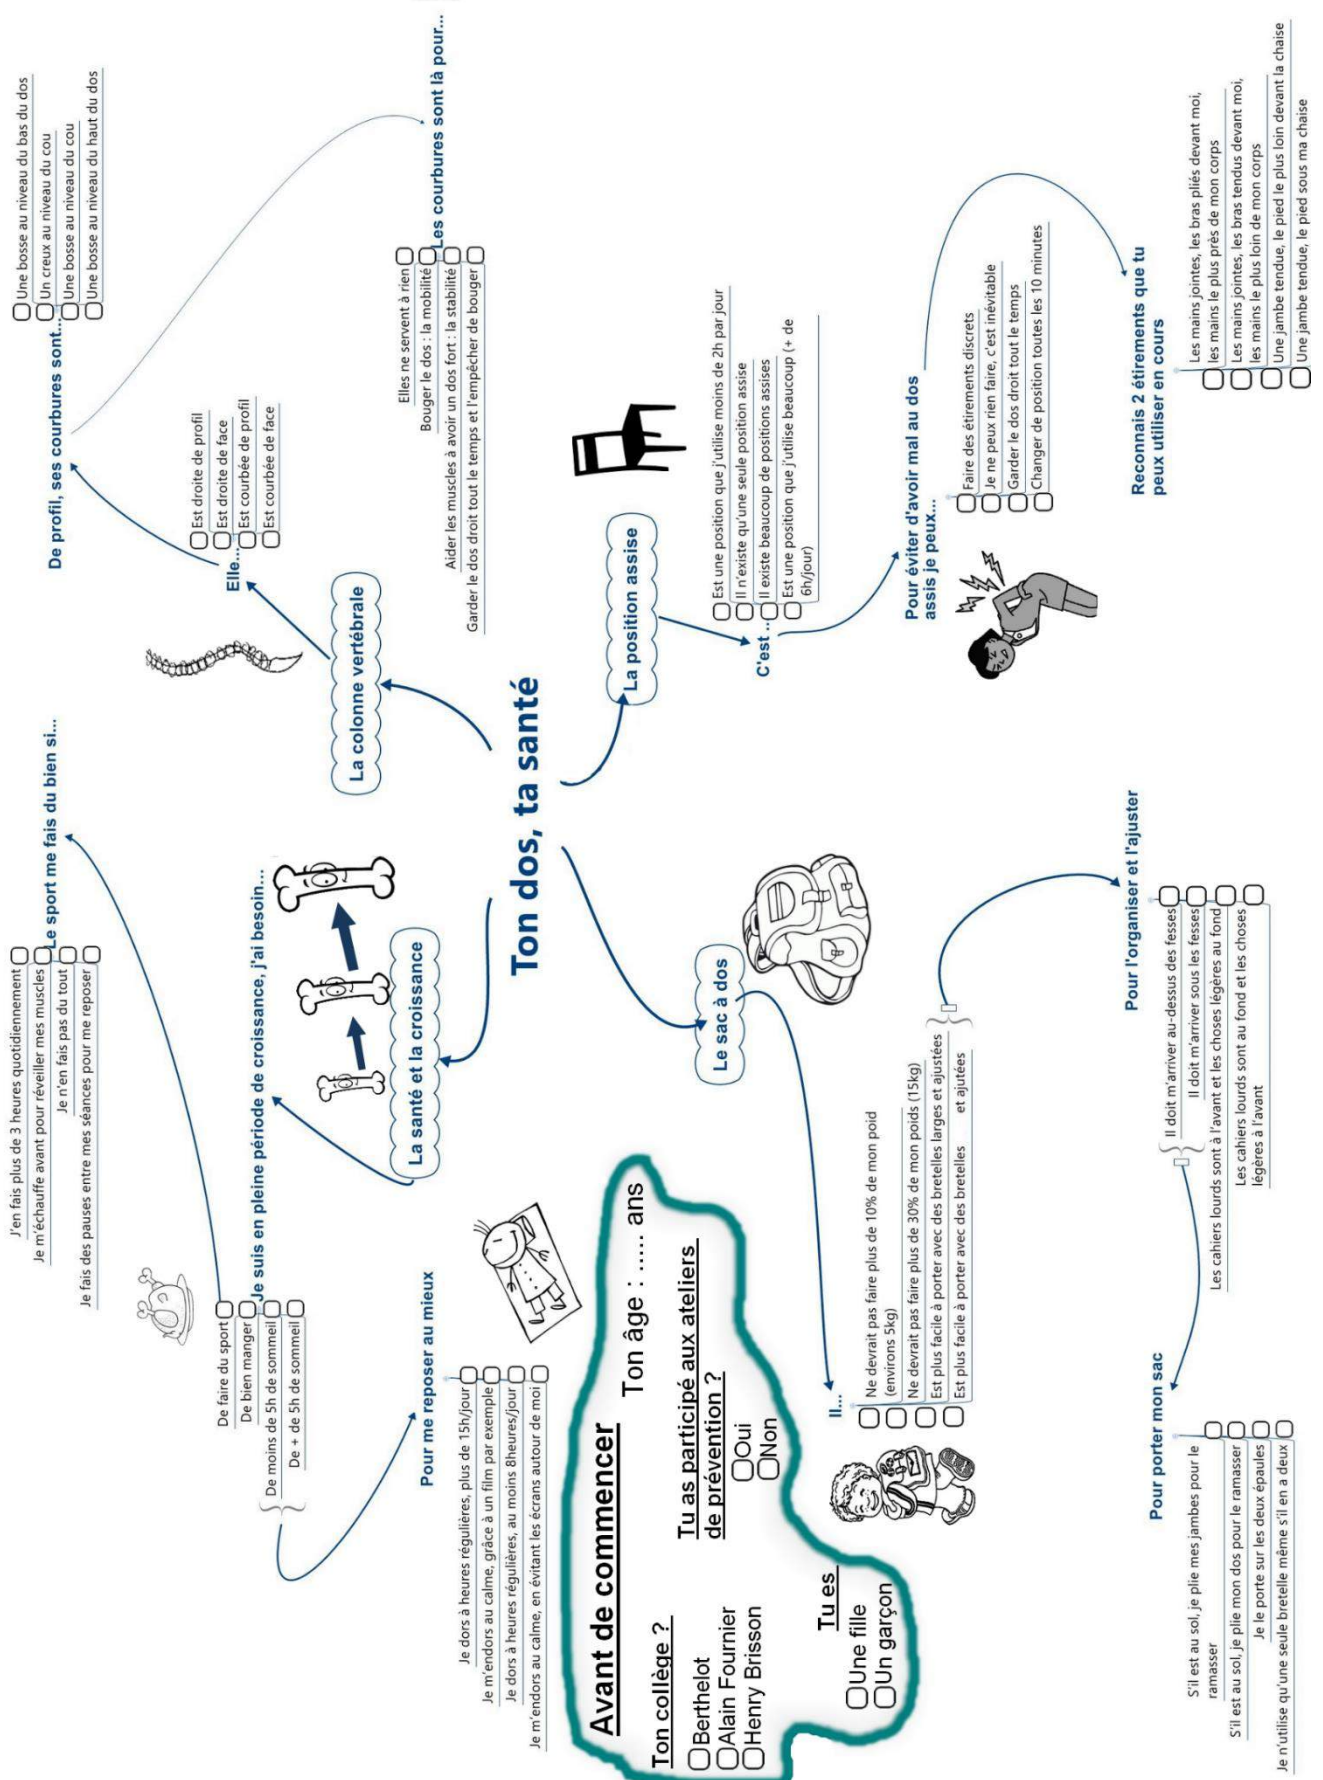 Ton dos, ta santé
Avant de commencer
Ton âge : ..... ans
Ton collège ?
Berthelot
Alain Fournier
Henry Brisson
Tu as participé aux ateliers
de prévention ?
Oui
Non
Tu es
Une fille
Un garçon
La santé et la croissance
Je suis en pleine période de croissance, j'ai besoin...
De faire du sport
De bien manger
De moins de 5h de sommeil
De + de 5h de sommeil
Le sport me fais du bien si...
J'en fais plus de 3 heures quotidiennement
Je m'échauffe avant pour réveiller mes muscles
Je n'en fais pas du tout
Je fais des pauses entre mes séances pour me reposer
Pour me reposer au mieux
Je dors à heures régulières, plus de 15h/jour
Je m'endors au calme, grâce à un film par exemple
Je dors à heures régulières, au moins 8heures/jour
Je m'endors au calme, en évitant les écrans autour de moi
La colonne vertébrale
Elle...
Est droite de profil
Est droite de face
Est courbée de profil
Est courbée de face
De profil, ses courbures sont...
Une bosse au niveau du bas du dos
Un creux au niveau du cou
Une bosse au niveau du cou
Une bosse au niveau du haut du dos
Les courbures sont là pour...
Elles ne servent à rien
Bouger le dos : la mobilité
Aider les muscles à avoir un dos fort : la stabilité
Garder le dos droit tout le temps et l'empêcher de bouger
Le sac à dos
Il...
Ne devrait pas faire plus de 10% de mon poid
(environs 5kg)
Ne devrait pas faire plus de 30% de mon poids (15kg)
Est plus facile à porter avec des bretelles larges et ajustées
Est plus facile à porter avec des bretelles et ajutées
Pour l'organiser et l'ajuster
Il doit m'arriver au-dessus des fesses
Il doit m'arriver sous les fesses
Les cahiers lourds sont à l'avant et les choses légères au fond
Les cahiers lourds sont au fond et les choses
légères à l'avant
Pour porter mon sac
S'il est au sol, je plie mes jambes pour le
ramasser
S'il est au sol, je plie mon dos pour le ramasser
Je le porte sur les deux épaules
Je n'utilise qu'une seule bretelle même s'il en a deux
La position assise
C'est ...
Est une position que j'utilise moins de 2h par jour
Il n'existe qu'une seule position assise
Il existe beaucoup de positions assises
Est une position que j'utilise beaucoup (+ de
6h/jour)
Pour éviter d'avoir mal au dos
assis je peux...
Faire des étirements discrets
Je ne peux rien faire, c'est inévitable
Garder le dos droit tout le temps
Changer de position toutes les 10 minutes
Reconnais 2 étirements que tu
peux utiliser en cours
Les mains jointes, les bras pliés devant moi,
les mains le plus près de mon corps
Les mains jointes, les bras tendus devant moi,
les mains le plus loin de mon corps
Une jambe tendue, le pied le plus loin devant la chaise
Une jambe tendue, le pied sous ma chaise